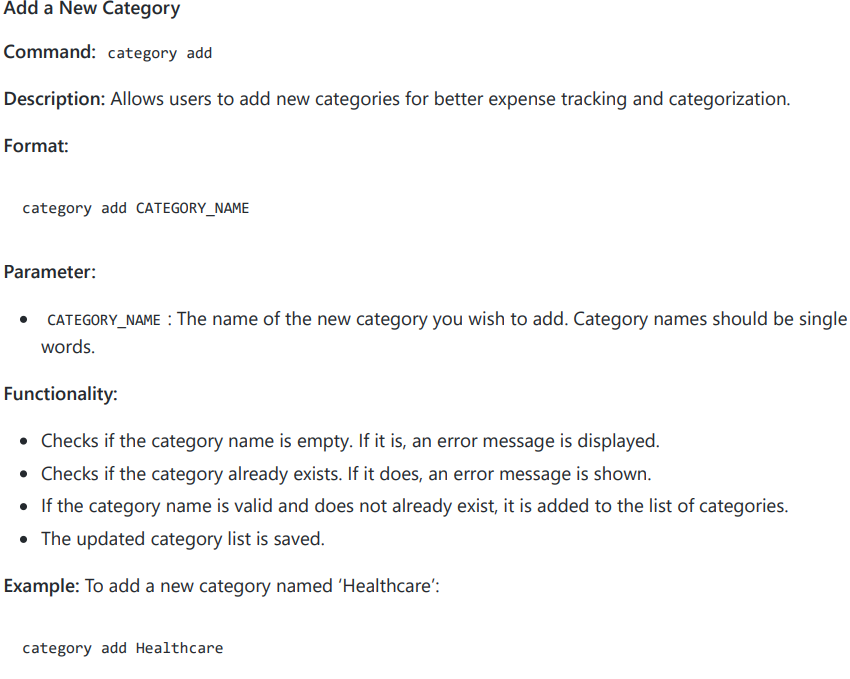 Add a New Category
Command: category add
Description: Allows users to add new categories for better expense tracking and categorization.
Format:
category add CATEGORY_NAME
Parameter:
• CATEGORY_NAME : The name of the new category you wish to add. Category names should be single
words.
Functionality:
• Checks if the category name is empty. If it is, an error message is displayed.
• Checks if the category already exists. If it does, an error message is shown.
• If the category name is valid and does not already exist, it is added to the list of categories.
• The updated category list is saved.
Example: To add a new category named ‘Healthcare’:
category add Healthcare